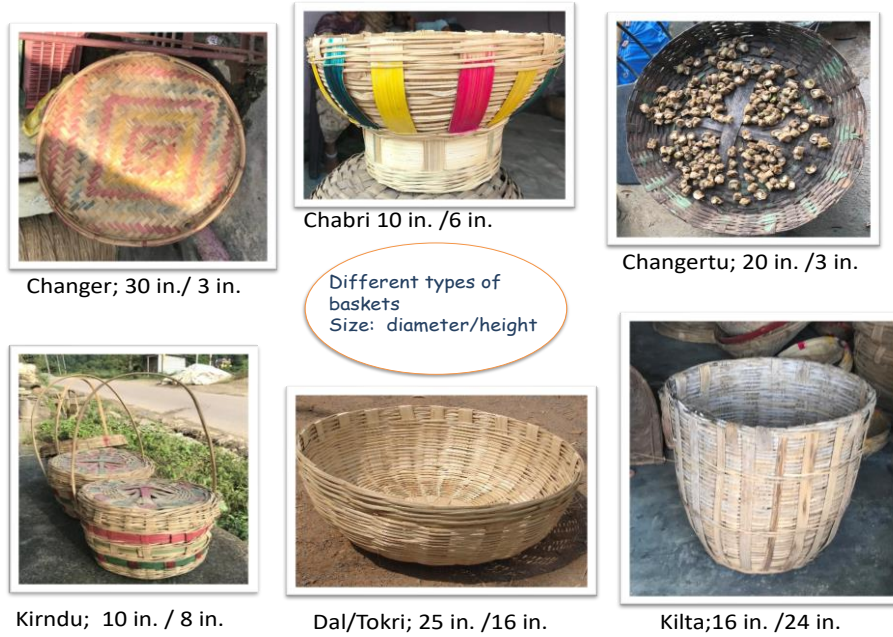 Chabri 10 in. /6 in.
Changer; 30 in./ 3 in.
Changertu; 20 in. /3 in.
Different types of
baskets
Size:  diameter/height
Kirndu;  10 in. / 8 in.
Dal/Tokri; 25 in. /16 in.
Kilta;16 in. /24 in.